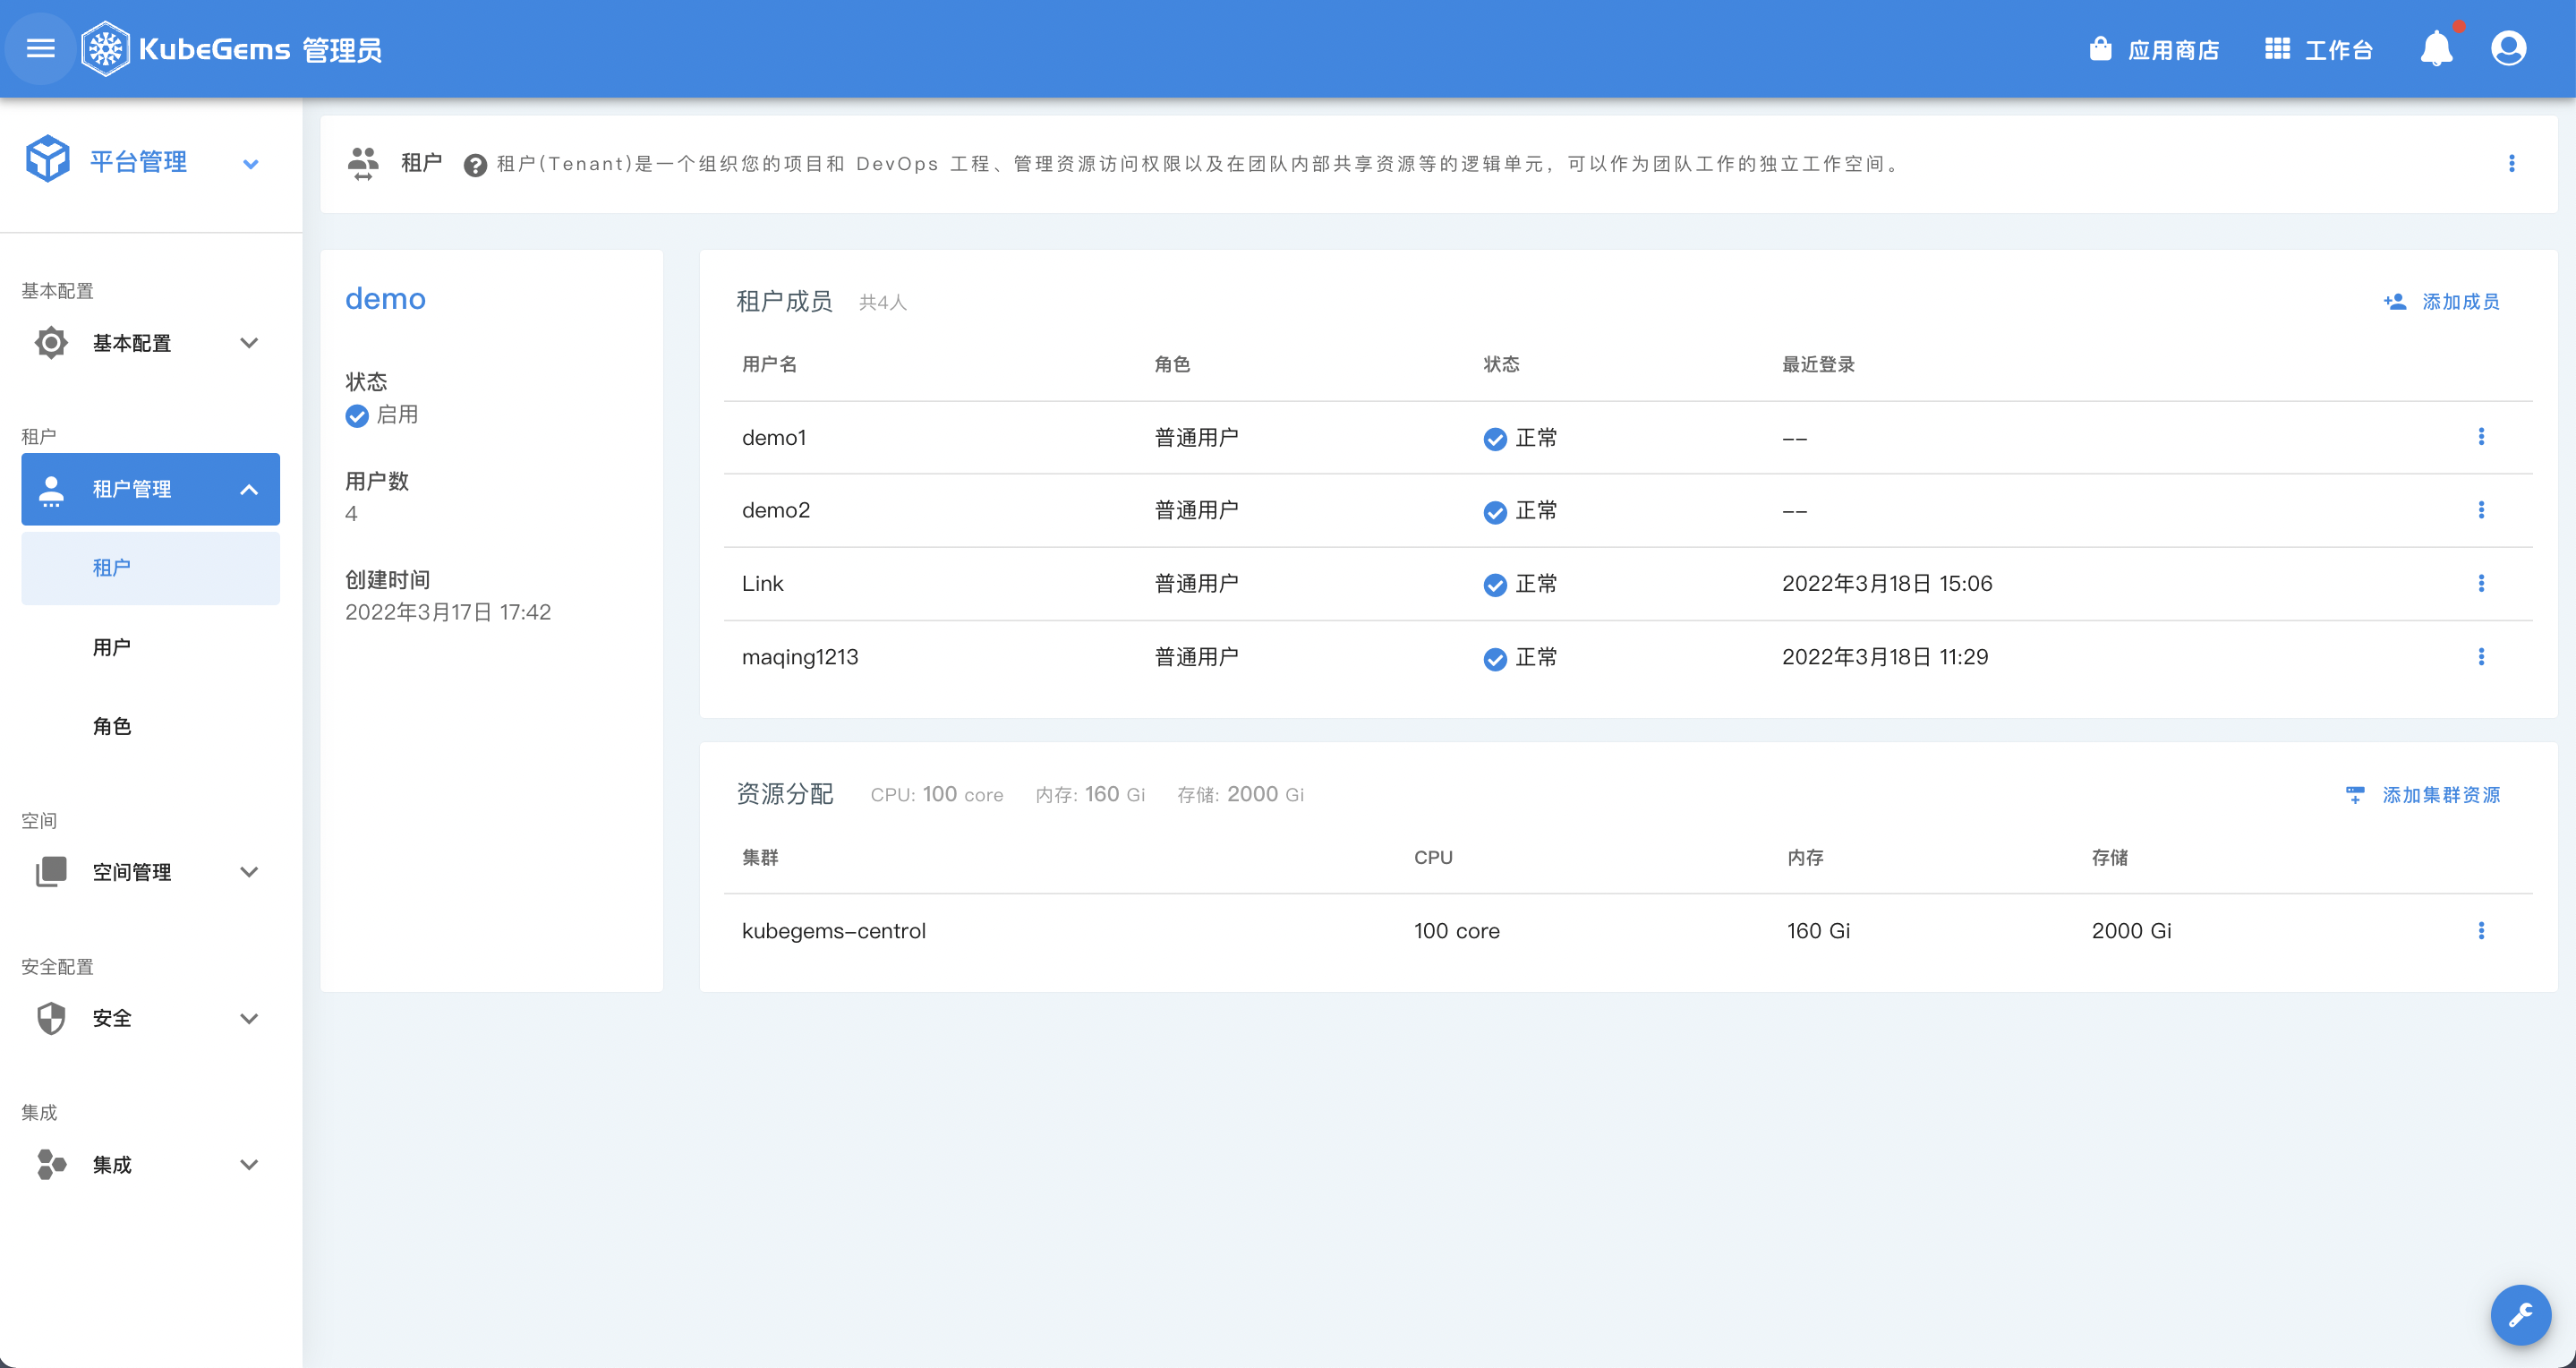 KubeGems 管理员
应用商店
工作台
平台管理
基本配置
基本配置
租户
租户管理
租户
用户
角色
空间
空间管理
安全配置
安全
集成
集成
租户 租户(Tenant)是一个组织您的项目和 DevOps 工程、管理资源访问权限以及在团队内部共享资源等的逻辑单元，可以作为团队工作的独立工作空间。
demo
状态
启用
用户数
4
创建时间
2022年3月17日 17:42
租户成员 共4人 添加成员
用户名 角色 状态 最近登录
demo1 普通用户 正常 --
demo2 普通用户 正常 --
Link 普通用户 正常 2022年3月18日 15:06
maqing1213 普通用户 正常 2022年3月18日 11:29
资源分配 CPU: 100 core 内存: 160 Gi 存储: 2000 Gi 添加集群资源
集群 CPU 内存 存储
kubegems-centrol 100 core 160 Gi 2000 Gi